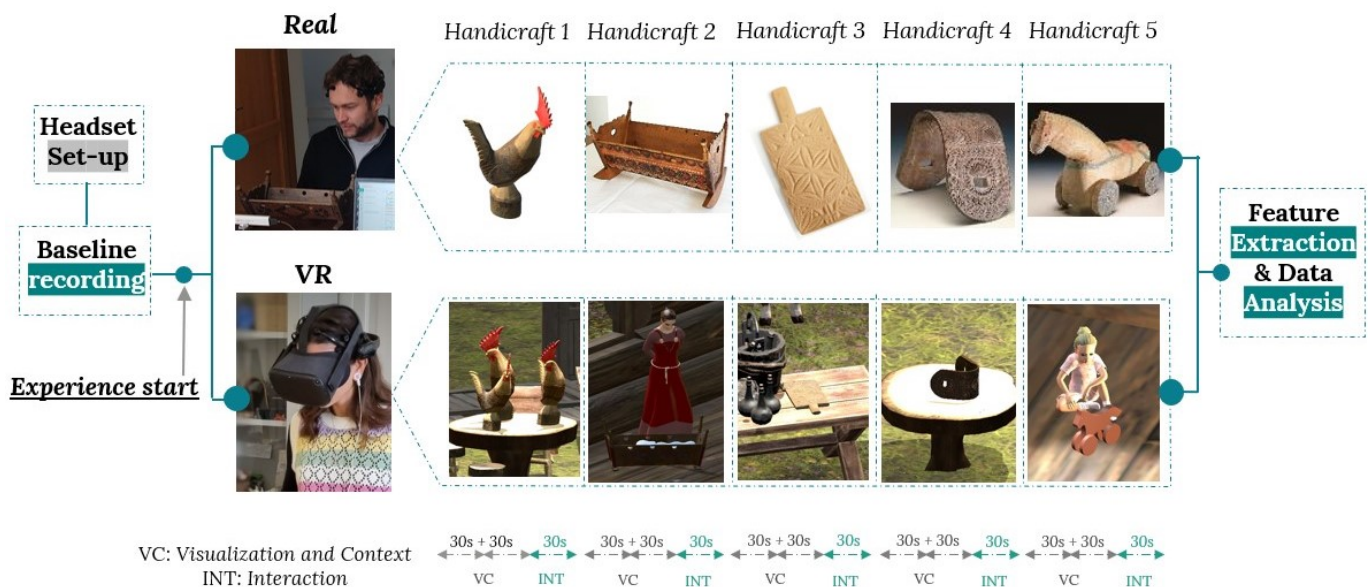 Real
Handicraft 1
Handicraft 2
Handicraft 3
Handicraft 4
Handicraft 5
Headset
Set-up
Baseline
recording
Experience start
VR
Feature
Extraction
& Data
Analysis
VC: Visualization and Context
INT: Interaction
30s + 30s 30s 30s + 30s 30s 30s + 30s 30s 30s + 30s 30s 30s + 30s 30s
VC INT VC INT VC INT VC INT VC INT